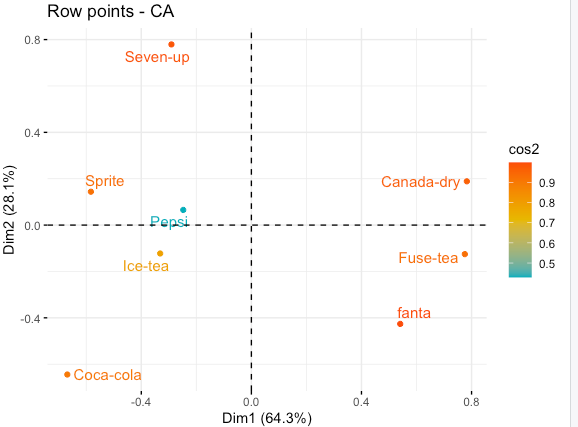 Row points - CA
0.8
Seven-up
0.4
cos2
0.9
0.8
0.7
0.6
0.5
Sprite
Canada-dry
Pepsi
0.0
Dim2 (28.1%)
Ice-tea
Fuse-tea
fanta
-0.4
Coca-cola
-0.4
0.0
0.4
0.8
Dim1 (64.3%)